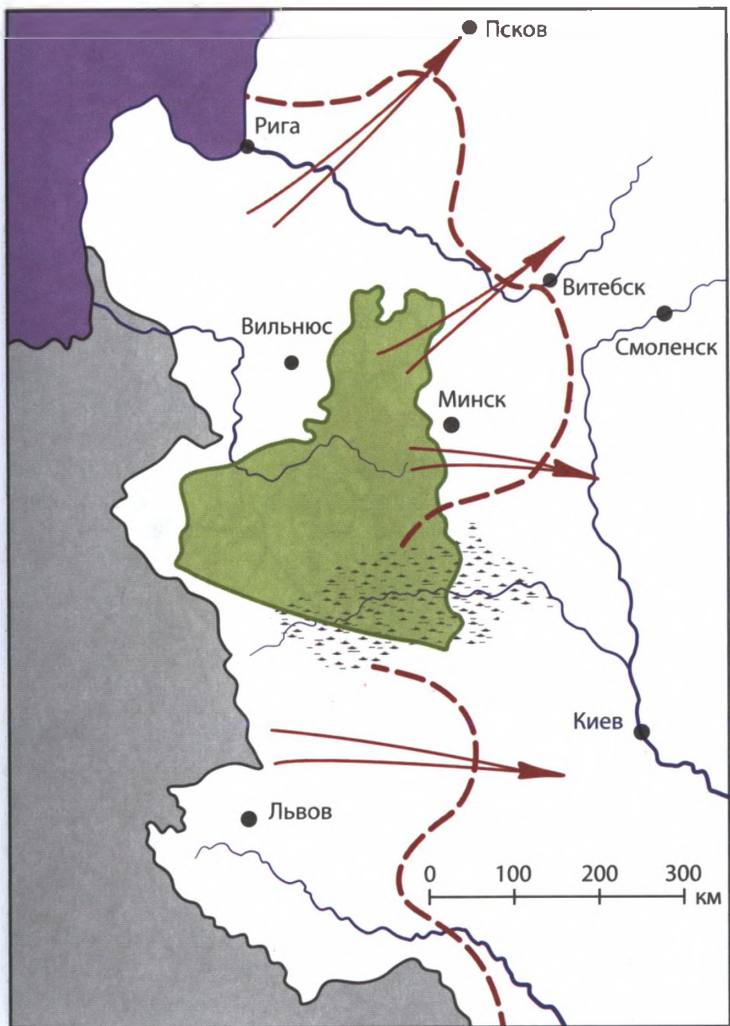 Псков
Рига
Витебск
Смоленск
Вильнюс
Минск
Киев
Львов
0 100 200 300
км